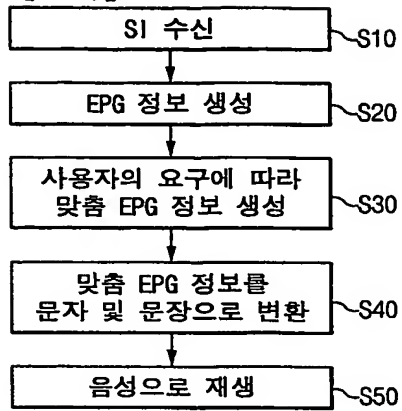 SI 수신
S10
EPG 정보 생성
S20
사용자의 요구에 따라
맞춤 EPG 정보 생성
S30
맞춤 EPG 정보를
문자 및 문장으로 변환
S40
음성으로 재생
S50